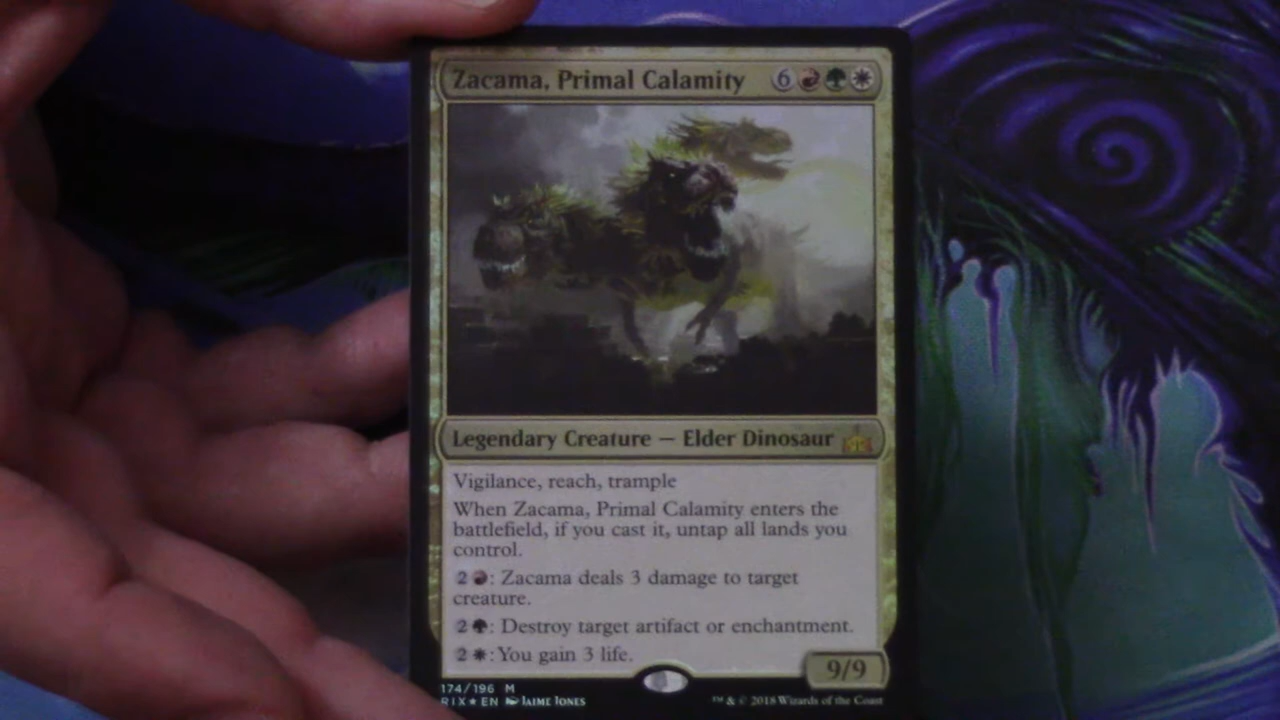 Zacama, Primal Calamity 6
Legendary Creature — Elder Dinosaur
Vigilance, reach, trample
When Zacama, Primal Calamity enters the
battlefield, if you cast it, untap all lands you
control.
2 : Zacama deals 3 damage to target
creature.
2 : Destroy target artifact or enchantment.
2 : You gain 3 life.
9/9
174/196 M
RIX★EN Jaime Jones
™ & © 2018 Wizards of the Coast